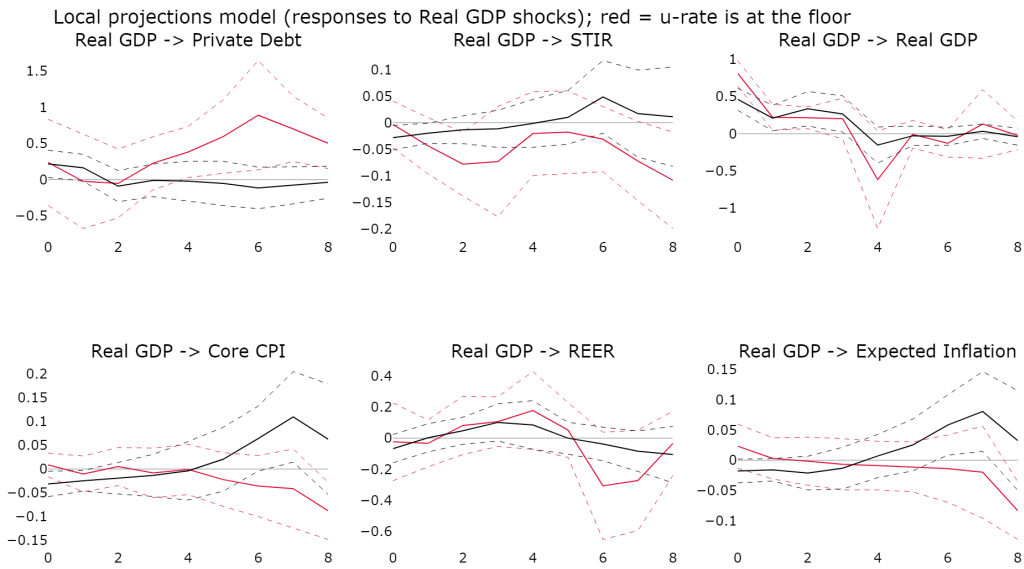 Local projections model (responses to Real GDP shocks); red = u-rate is at the floor
Real GDP -> Private Debt
1.5
1
0.5
0
−0.5
0 2 4 6 8
Real GDP -> STIR
0.1
0.05
0
−0.05
−0.1
−0.15
−0.2
0 2 4 6 8
Real GDP -> Real GDP
1
0.5
0
−0.5
−1
0 2 4 6 8
Real GDP -> Core CPI
0.2
0.15
0.1
0.05
0
−0.05
−0.1
−0.15
0 2 4 6 8
Real GDP -> REER
0.4
0.2
0
−0.2
−0.4
−0.6
0 2 4 6 8
Real GDP -> Expected Inflation
0.15
0.1
0.05
0
−0.05
−0.1
0 2 4 6 8